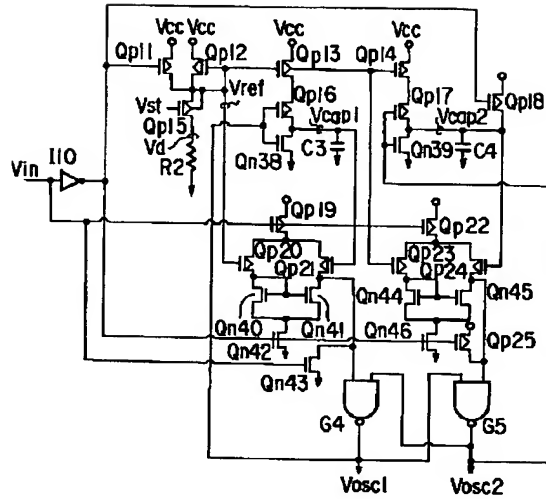 Vcc Vcc Vcc Vcc
Qp11 Qp12 Qp13 Qp14
Qp16 Qp17 Qp18
Vref
Vst Vcap1 Vcap2
Qp15
Vd Qn38 C3 Qn39 C4
R2
Vin I10
Qp19 Qp22
Qp20 Qp23
Qp21 Qp24
Qn44 Qn45
Qn40 Qn41
Qn42 Qn46 Qp25
Qn43
G4 G5
Vosc1 Vosc2